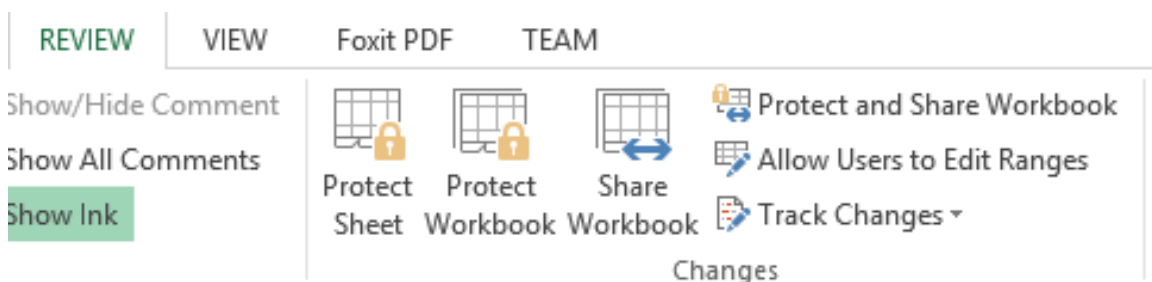 REVIEW VIEW Foxit PDF TEAM
Show/Hide Comment
Show All Comments
Show Ink
Protect
Sheet
Protect
Workbook
Share
Workbook
Protect and Share Workbook
Allow Users to Edit Ranges
Track Changes
Changes